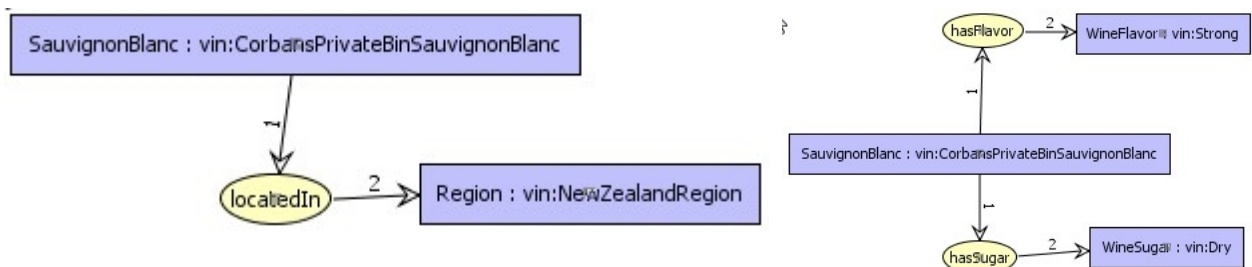 SauvignonBlanc : vin:CorbansPrivateBinSauvignonBlanc
1
locatedIn
2
Region : vin:NewZealandRegion
hasFlavor
2
WineFlavor : vin:Strong
1
SauvignonBlanc : vin:CorbansPrivateBinSauvignonBlanc
1
hasSugar
2
WineSugar : vin:Dry